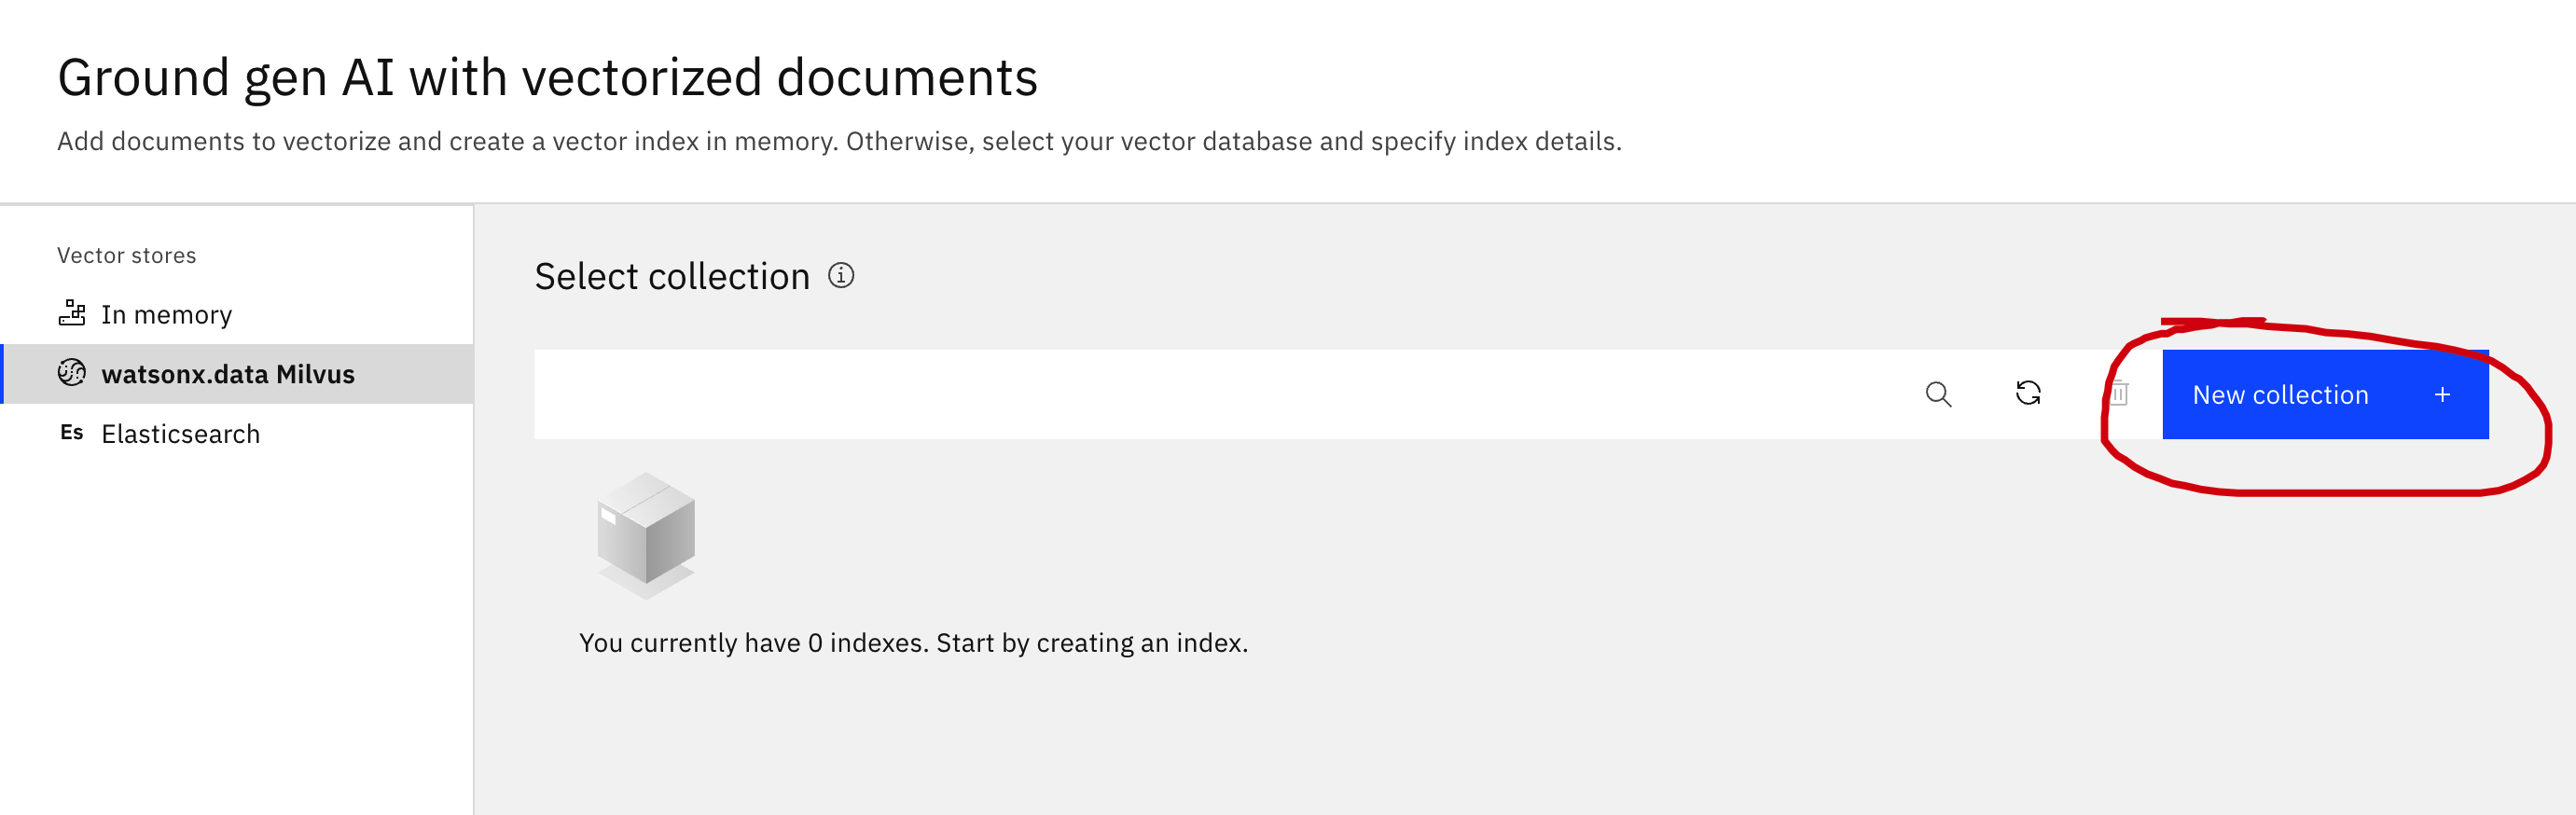 Ground gen AI with vectorized documents
Add documents to vectorize and create a vector index in memory. Otherwise, select your vector database and specify index details.
Vector stores
In memory
watsonx.data Milvus
Es Elasticsearch
Select collection
New collection +
You currently have 0 indexes. Start by creating an index.